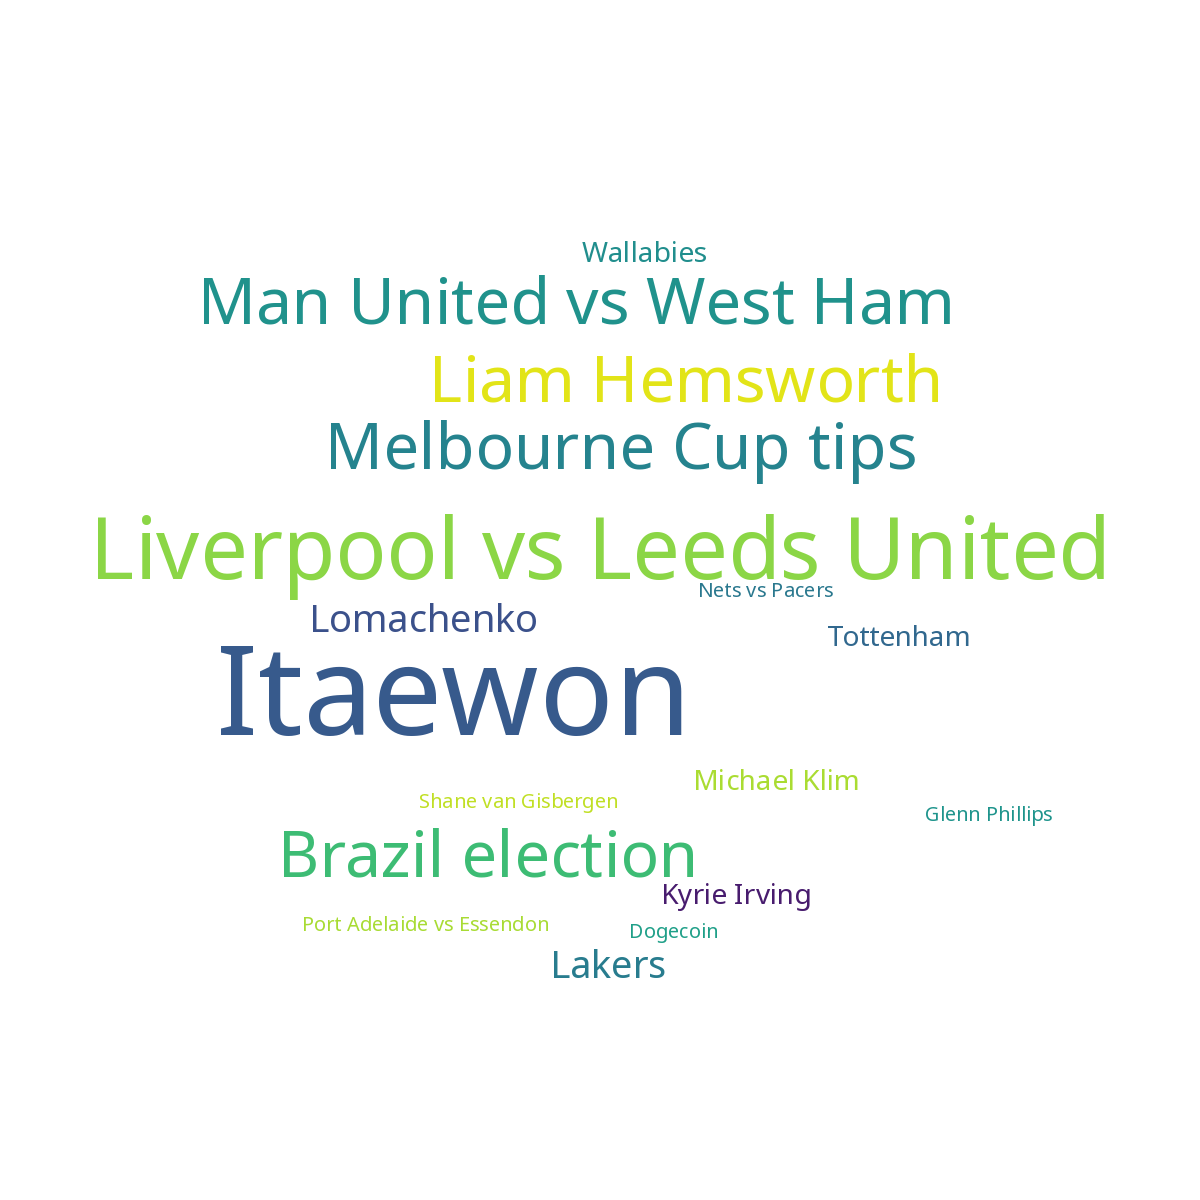 Wallabies
Man United vs West Ham
Liam Hemsworth
Melbourne Cup tips
Liverpool vs Leeds United
Nets vs Pacers
Lomachenko
Tottenham
Itaewon
Michael Klim
Shane van Gisbergen
Glenn Phillips
Brazil election
Kyrie Irving
Port Adelaide vs Essendon
Dogecoin
Lakers